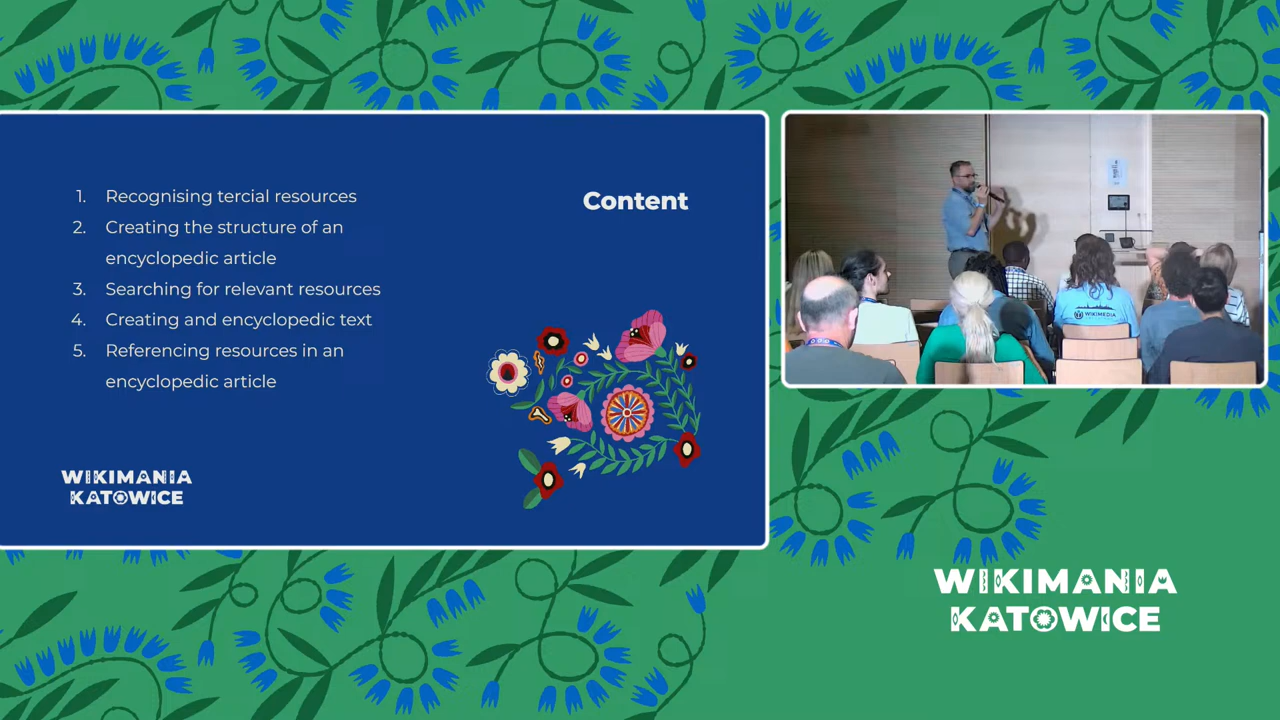 1. Recognising tercial resources
2. Creating the structure of an
encyclopedic article
3. Searching for relevant resources
4. Creating and encyclopedic text
5. Referencing resources in an
encyclopedic article
Content
WIKIMANIA
KATOWICE
WIKIMEDIA
WIKIMANIA
KATOWICE